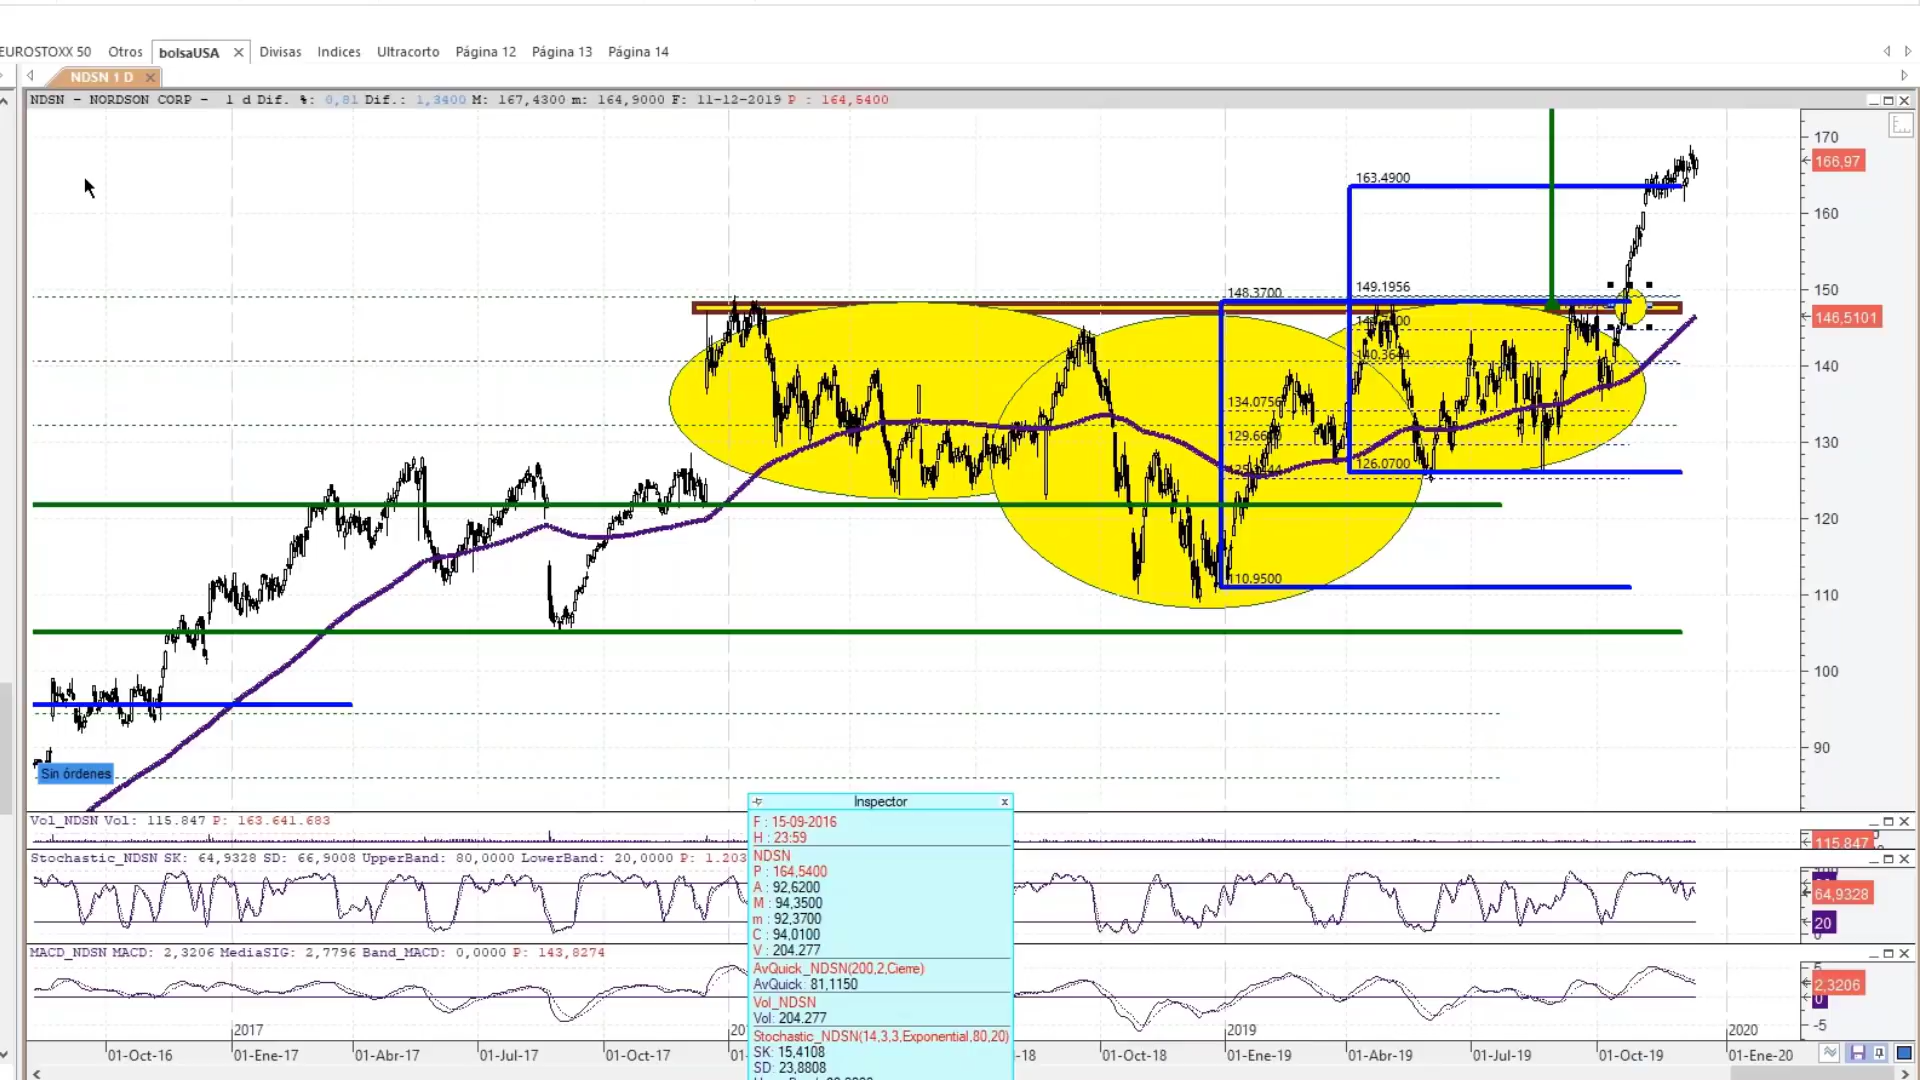 EUROSTOXX 50 Otros bolsaUSA Divisas Indices Ultracorto Página 12 Página 13 Página 14
NDSN 1 D
NDSN - NORDSON CORP - 1 d Dif. %: 0,81 Dif.: 1,3400 M: 167,4300 m: 164,9000 F: 11-12-2019 P : 164,5400
170
166,97
163.4900
160
150
149.1956
148.3700
146,5101
140.3644
140
134.0756
130
129.66
126.0700
120
110.9500
110
100
90
Sin órdenes
Vol_NDSN Vol: 115.847 P: 163.641.683
115.847
Stochastic_NDSN SK: 64,9328 SD: 66,9008 UpperBand: 80,0000 LowerBand: 20,0000 P: 1.203
64,9328
20
0
MACD_NDSN MACD: 2,3206 MediaSIG: 2,7796 Band_MACD: 0,0000 P: 143,8274
5
2,3206
0
-5
Inspector
F : 15-09-2016
H : 23:59
NDSN
P : 164,5400
A : 92,6200
M : 94,3500
m : 92,3700
C : 94,0100
V : 204.277
AvQuick_NDSN(200,2,Cierre)
AvQuick: 81,1150
Vol_NDSN
Vol: 204.277
Stochastic_NDSN(14,3,3,Exponential,80,20)
SK: 15,4108
SD: 23,8808
2017 2019 2020
01-Oct-16 01-Ene-17 01-Abr-17 01-Jul-17 01-Oct-17 -18 01-Oct-18 01-Ene-19 01-Abr-19 01-Jul-19 01-Oct-19 01-Ene-20